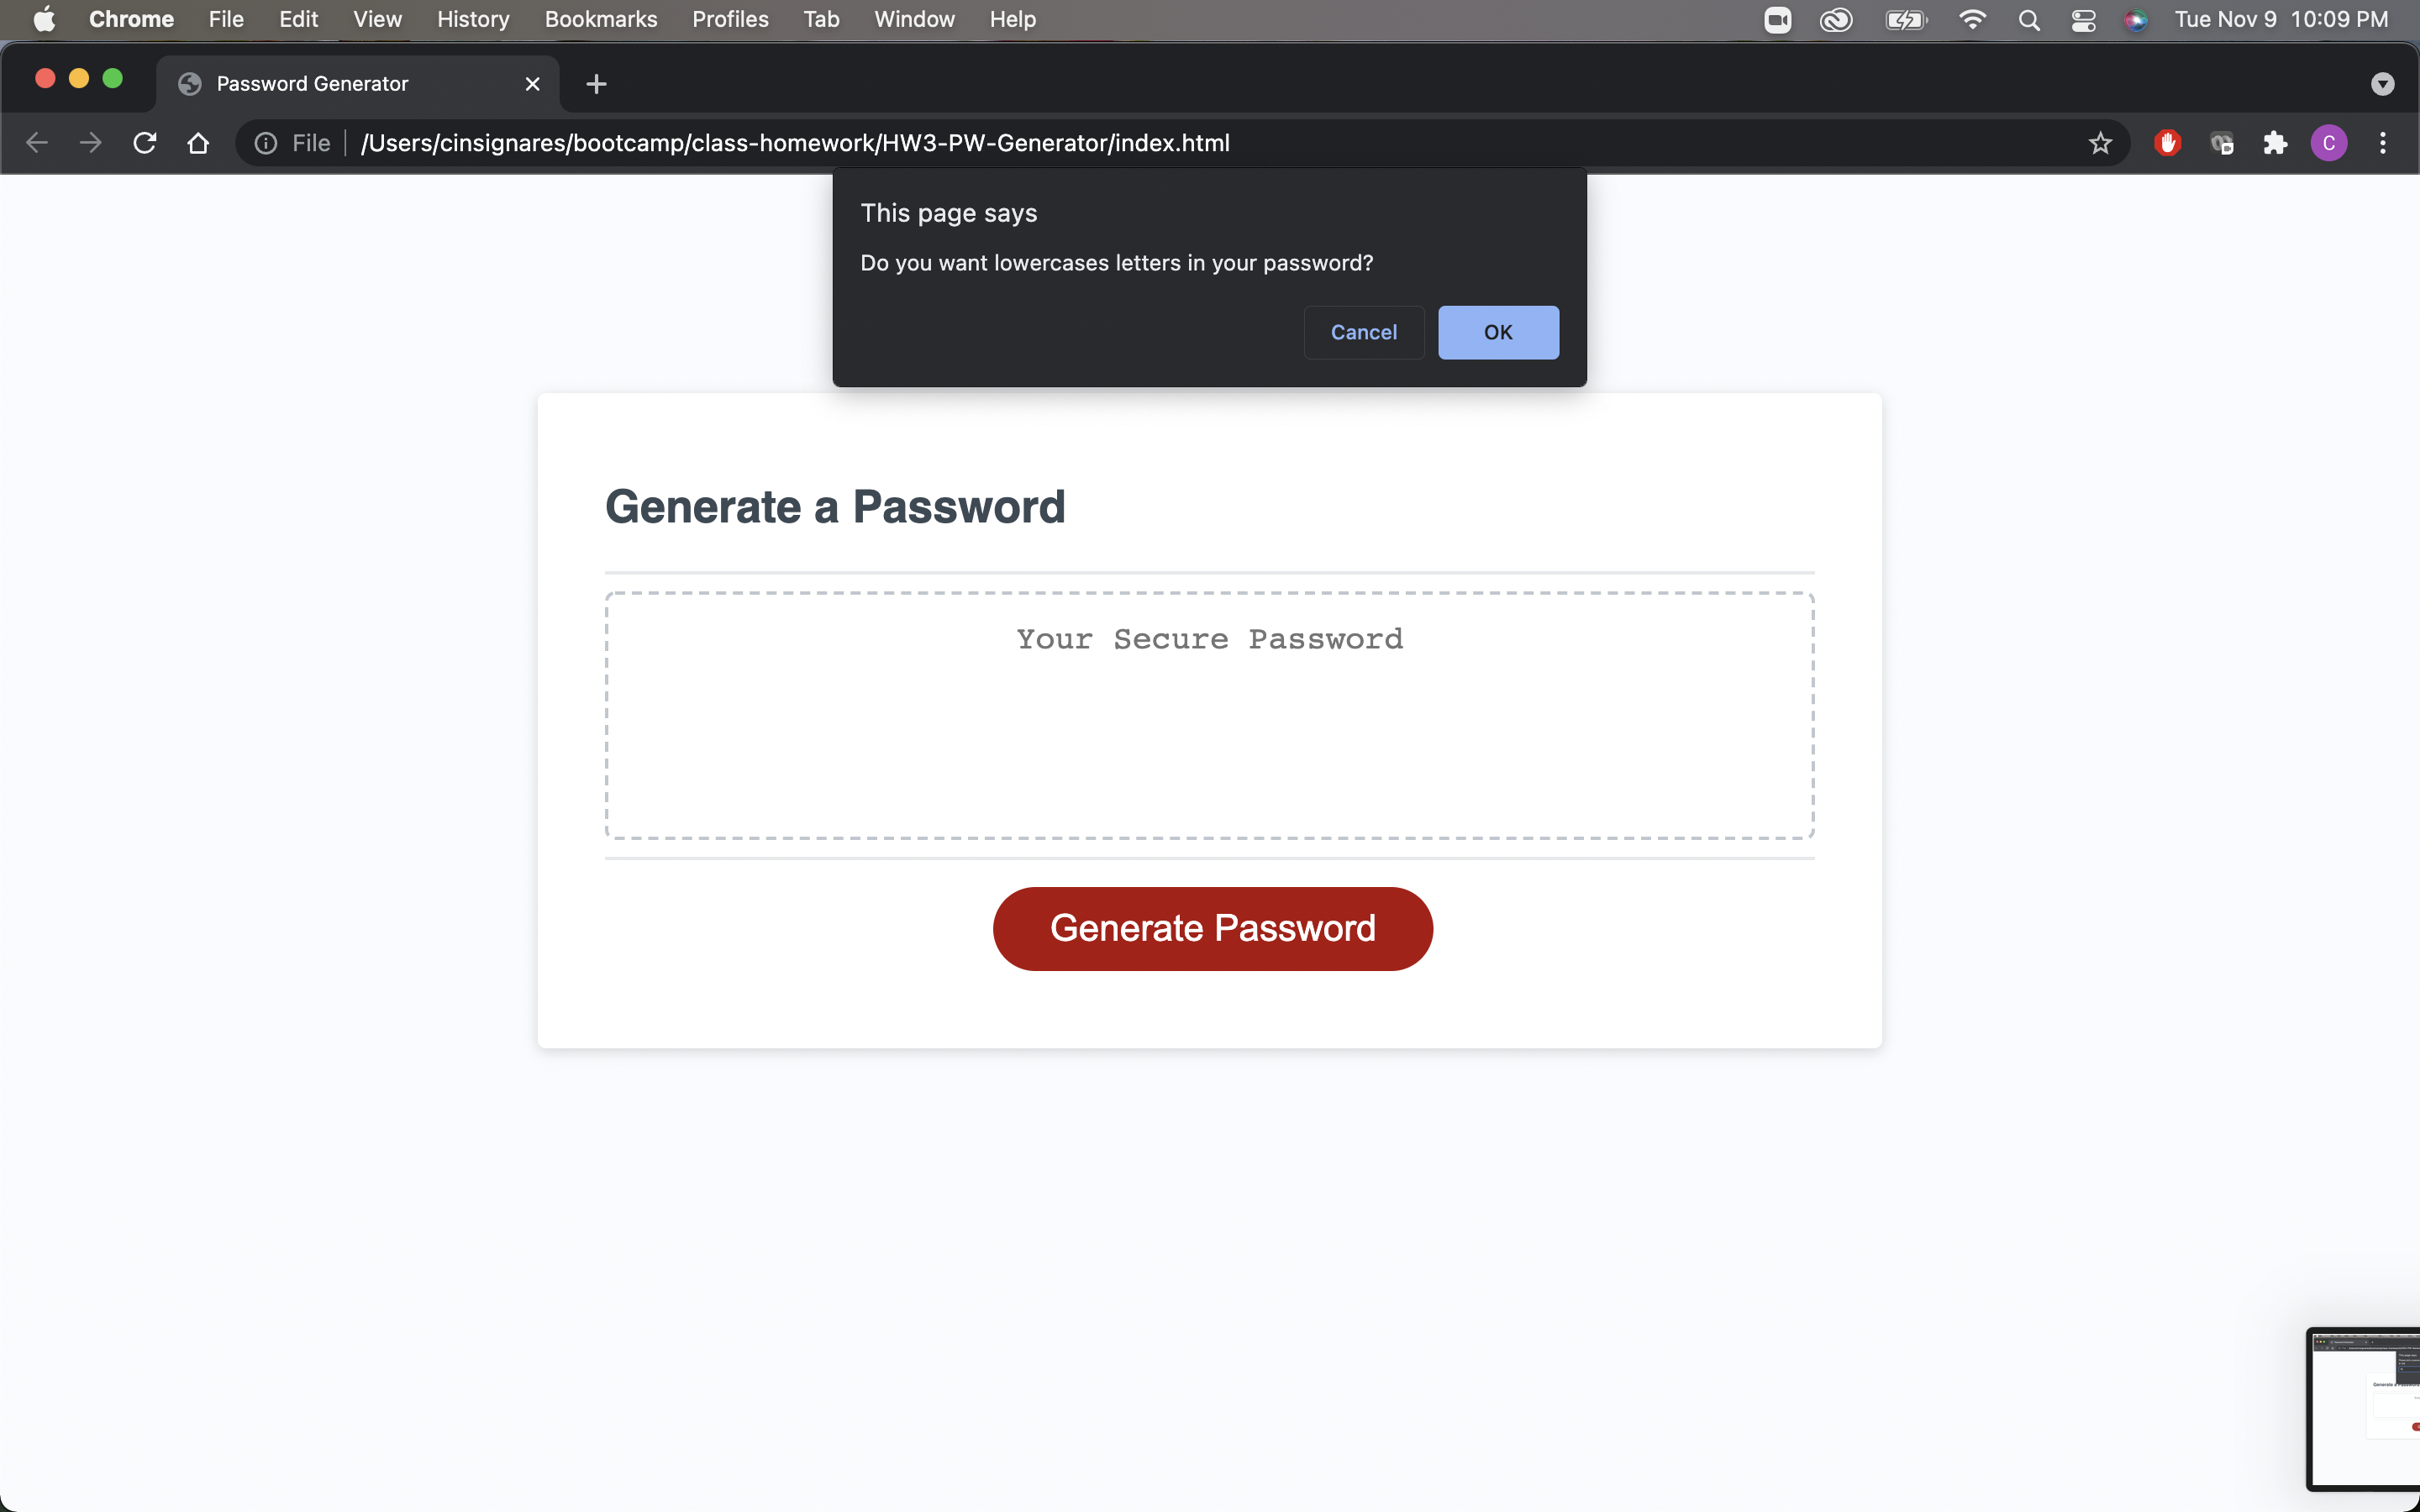 Chrome File Edit View History Bookmarks Profiles Tab Window Help Tue Nov 9 10:09 PM
Password Generator
File /Users/cinsignares/bootcamp/class-homework/HW3-PW-Generator/index.html C
This page says
Do you want lowercases letters in your password?
Cancel OK
Generate a Password
Your Secure Password
Generate Password